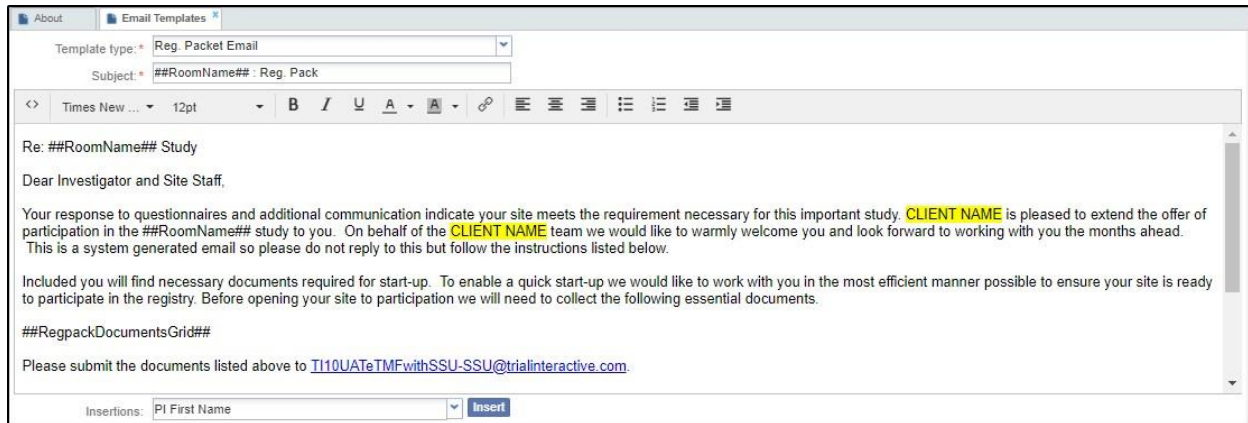 About
Email Templates x
Template type:* Reg. Packet Email
Subject:* ##RoomName## : Reg. Pack
<> Times New ... 12pt B I U A A
Re: ##RoomName## Study
Dear Investigator and Site Staff,
Your response to questionnaires and additional communication indicate your site meets the requirement necessary for this important study. CLIENT NAME is pleased to extend the offer of
participation in the ##RoomName## study to you.  On behalf of the CLIENT NAME team we would like to warmly welcome you and look forward to working with you the months ahead.
This is a system generated email so please do not reply to this but follow the instructions listed below.
Included you will find necessary documents required for start-up.  To enable a quick start-up we would like to work with you in the most efficient manner possible to ensure your site is ready
to participate in the registry. Before opening your site to participation we will need to collect the following essential documents.
##RegpackDocumentsGrid##
Please submit the documents listed above to TI10UATeTMFwithSSU-SSU@trialinteractive.com.
Insertions: PI First Name Insert